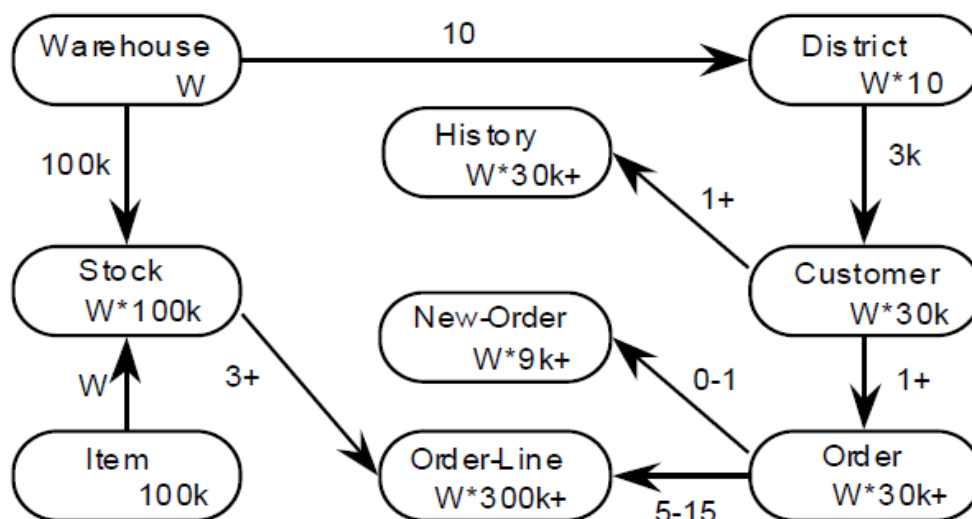 Warehouse
W
10
District
W*10
100k
History
W*30k+
3k
1+
Stock
W*100k
Customer
W*30k
New-Order
W*9k+
W
3+
0-1
1+
Item
100k
Order-Line
W*300k+
5-15
Order
W*30k+